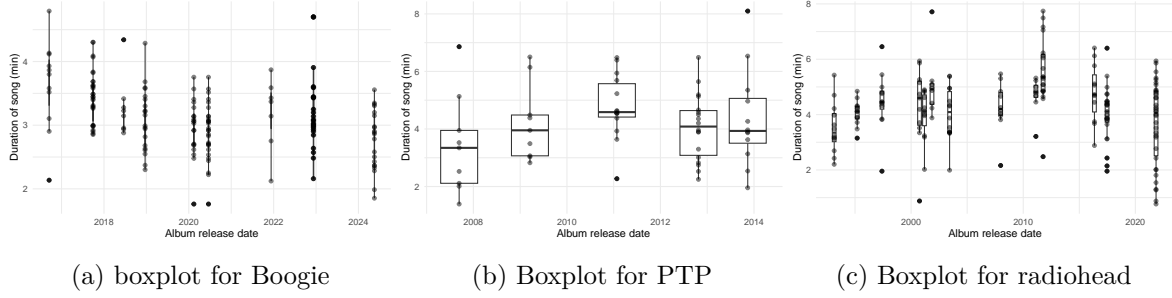 Duration of song (min)
4
3
2
2018
2020
2022
2024
Album release date
(a) boxplot for Boogie
Duration of song (min)
8
6
4
2
2008
2010
2012
2014
Album release date
(b) Boxplot for PTP
Duration of song (min)
8
6
4
2
2000
2010
2020
Album release date
(c) Boxplot for radiohead